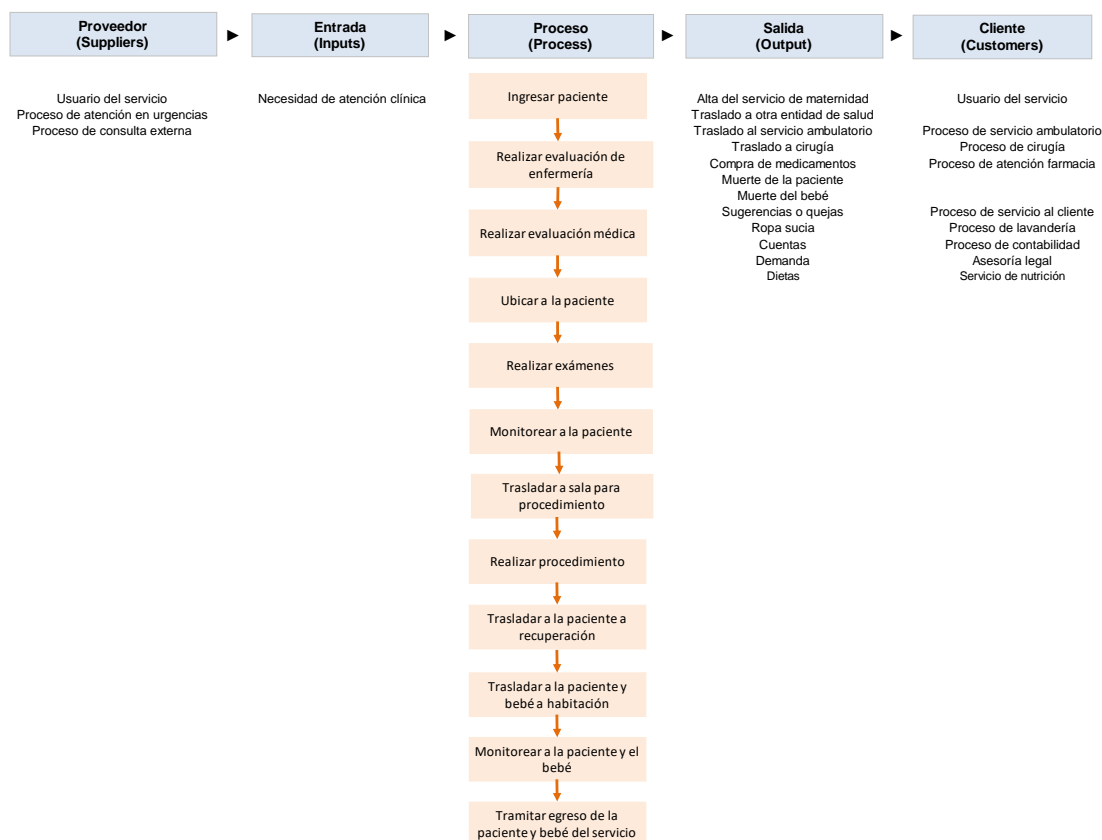 Proveedor
(Suppliers)
Entrada
(Inputs)
Proceso
(Process)
Salida
(Output)
Cliente
(Customers)
Usuario del servicio
Proceso de atención en urgencias
Proceso de consulta externa
Necesidad de atención clínica
Ingresar paciente
Realizar evaluación de
enfermería
Realizar evaluación médica
Ubicar a la paciente
Realizar exámenes
Monitorear a la paciente
Trasladar a sala para
procedimiento
Realizar procedimiento
Trasladar a la paciente a
recuperación
Trasladar a la paciente y
bebé a habitación
Monitorear a la paciente y el
bebé
Tramitar egreso de la
paciente y bebé del servicio
Alta del servicio de maternidad
Traslado a otra entidad de salud
Traslado al servicio ambulatorio
Traslado a cirugía
Compra de medicamentos
Muerte de la paciente
Muerte del bebé
Sugerencias o quejas
Ropa sucia
Cuentas
Demanda
Dietas
Usuario del servicio
Proceso de servicio ambulatorio
Proceso de cirugía
Proceso de atención farmacia
Proceso de servicio al cliente
Proceso de lavandería
Proceso de contabilidad
Asesoría legal
Servicio de nutrición